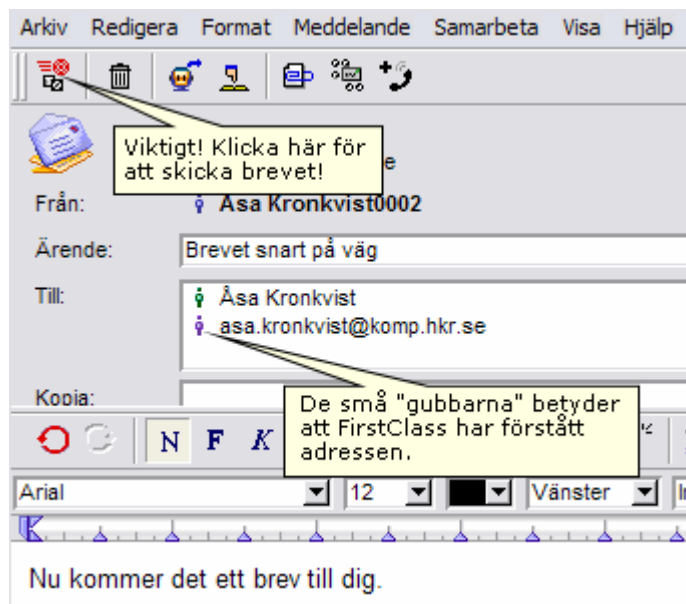 Arkiv Redigera Format Meddelande Samarbeta Visa Hjälp
Viktigt! Klicka här för
att skicka brevet!
Från: Åsa Kronkvist0002
Ärende: Brevet snart på väg
Till: Åsa Kronkvist
asa.kronkvist@komp.hkr.se
Kopia:
De små "gubbarna" betyder
att FirstClass har förstått
adressen.
N F K
Arial 12 Vänster
Nu kommer det ett brev till dig.